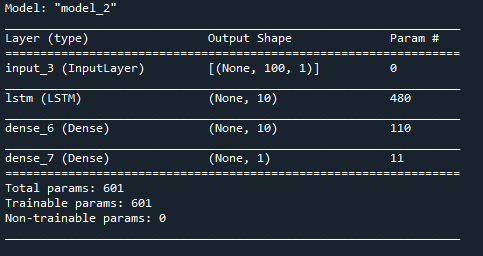 Model: "model_2"
Layer (type) Output Shape Param #
input_3 (InputLayer) [(None, 100, 1)] 0
lstm (LSTM) (None, 10) 480
dense_6 (Dense) (None, 10) 110
dense_7 (Dense) (None, 1) 11
Total params: 601
Trainable params: 601
Non-trainable params: 0